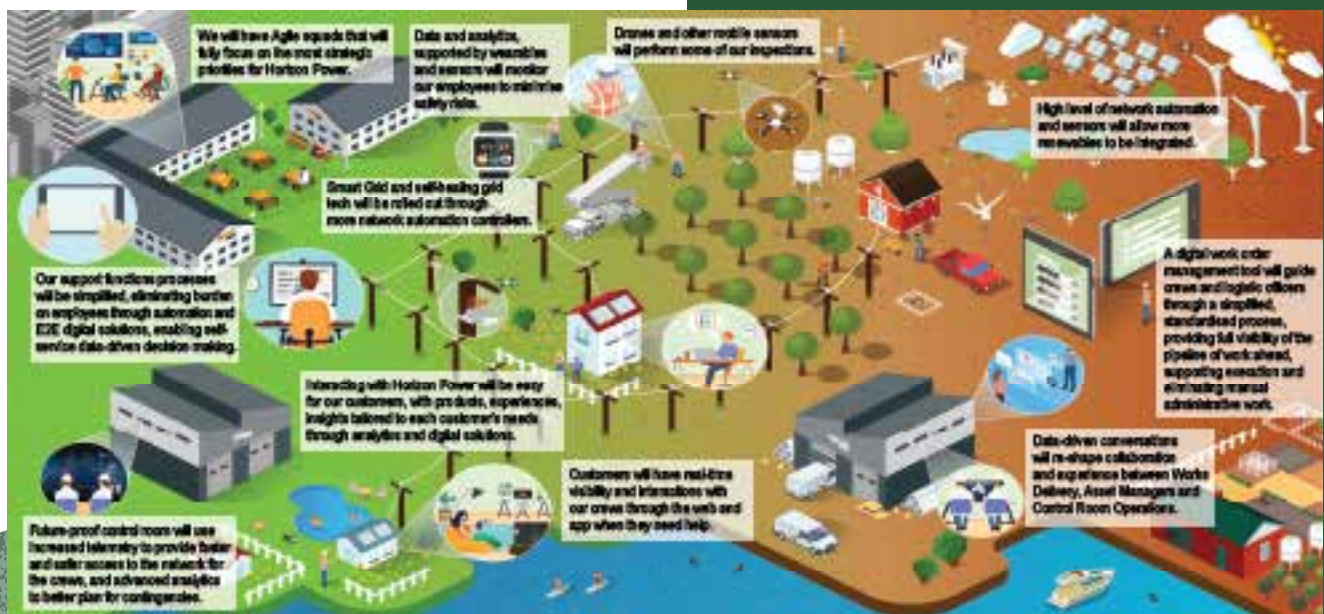 We will have Agile squads that will
fully focus on the most strategic
priorities for Horizon Power.
Data and analytics,
supported by wearables
and sensors will monitor
our employees to minimise
safety risks.
Drones and other mobile sensors
will perform some of our inspections.
High level of network automation
and sensors will allow more
renewables to be integrated.
Smart Grid and self-healing grid
tech will be rolled out through
more network automation controllers.
Our support functions processes
will be simplified, eliminating burden
on employees through automation and
E2E digital solutions, enabling self-
service data-driven decision making.
A digital work order
management tool will guide
crews and logistic officers
through a simplified,
standardised process,
providing full visibility of the
pipeline of work ahead,
supporting execution and
eliminating manual
administrative work.
Interacting with Horizon Power will be easy
for our customers, with products, experiences,
insights tailored to each customer's needs
through analytics and digital solutions.
Data-driven conversations
will re-shape collaboration
and experience between Works
Delivery, Asset Managers and
Control Room Operations.
Customers will have real-time
visibility and interactions with
our crews through the web and
app when they need help
Future-proof control room will use
increased telemetry to provide faster
and safer access to the network for
the crews, and advanced analytics
to better plan for contingencies.